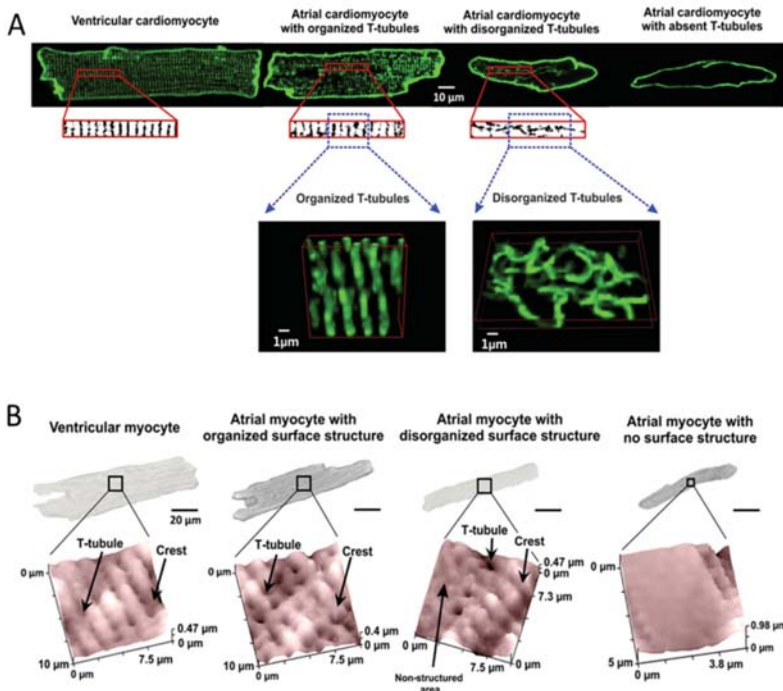 A
Ventricular cardiomyocyte
Atrial cardiomyocyte
with organized T-tubules
Atrial cardiomyocyte
with disorganized T-tubules
Atrial cardiomyocyte
with absent T-tubules
10 µm
Organized T-tubules
Disorganized T-tubules
1µm
1µm
B
Ventricular myocyte
Atrial myocyte with
organized surface structure
Atrial myocyte with
disorganized surface structure
Atrial myocyte with
no surface structure
20 µm
T-tubule
Crest
0 µm
0.47 µm
0 µm
10 µm
0 µm
7.5 µm
T-tubule
Crest
0 µm
0.4 µm
0 µm
10 µm
0 µm
7.5 µm
T-tubule
Crest
0.47 µm
0 µm
7.3 µm
Non-structured
area
7.5 µm
0 µm
0 µm
0.98 µm
0 µm
5 µm
0 µm
3.8 µm